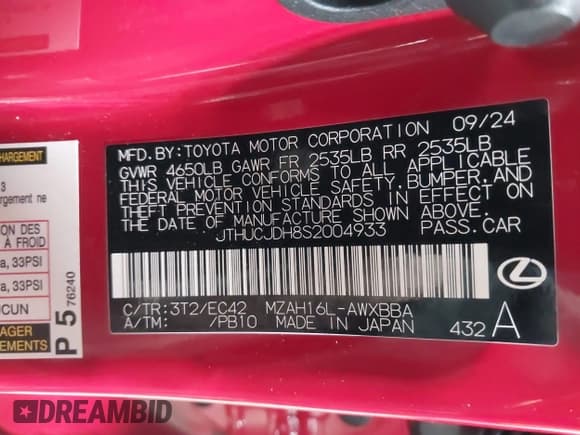 HARGEMENT
3
argement ne
ION DES
À FROID
a, 33PSI
a, 33PSI
CUN
AGER
EMENTS
P 5 76240
MFD.BY:TOYOTA MOTOR CORPORATION 09/24
GVWR 4650LB GAWR FR 2535LB RR 2535LB
THIS VEHICLE CONFORMS TO ALL APPLICABLE
FEDERAL MOTOR VEHICLE SAFETY,BUMPER,AND
THEFT PREVENTION STANDARDS IN EFFECT ON
THE DATE OF MANUFACTURE SHOWN ABOVE.
JTHUCJDH8S2004933 PASS.CAR
C/TR:3T2/EC42 MZAH16L-AWXBBA
A/TM: /PB10 MADE IN JAPAN 432 A
DREAMBID